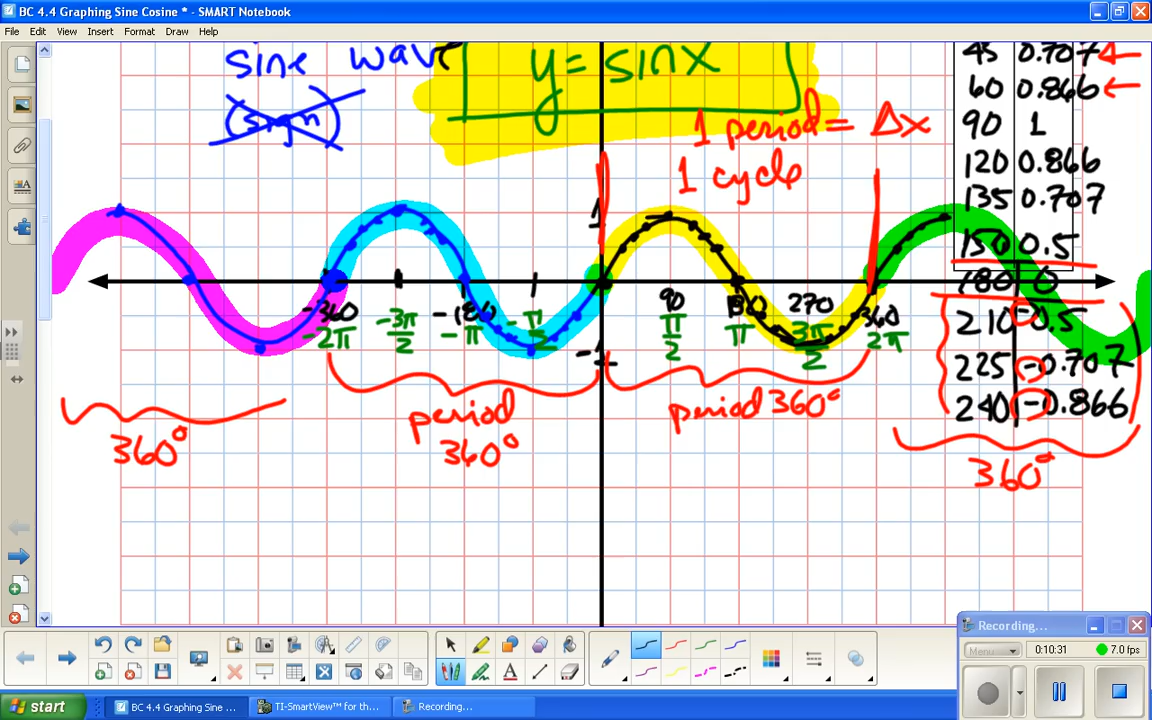 BC 4.4 Graphing Sine Cosine * - SMART Notebook
File Edit View Insert Format Draw Help
sine wave
(sign)
y = sin x
1 period = Δx
1 cycle
45 0.707
60 0.866
90 1
120 0.866
135 0.707
150 0.5
180 0
210 -0.5
225 -0.707
240 -0.866
1
-1
-360 -180 90 180 270 360
-2π -3π/2 -π -π/2 π/2 π 3π/2 2π
360°
period
360°
period 360°
360°
Recording...
Menu
0:10:31 7.0 fps
start
BC 4.4 Graphing Sine ...
TI-SmartView™ for th...
Recording...